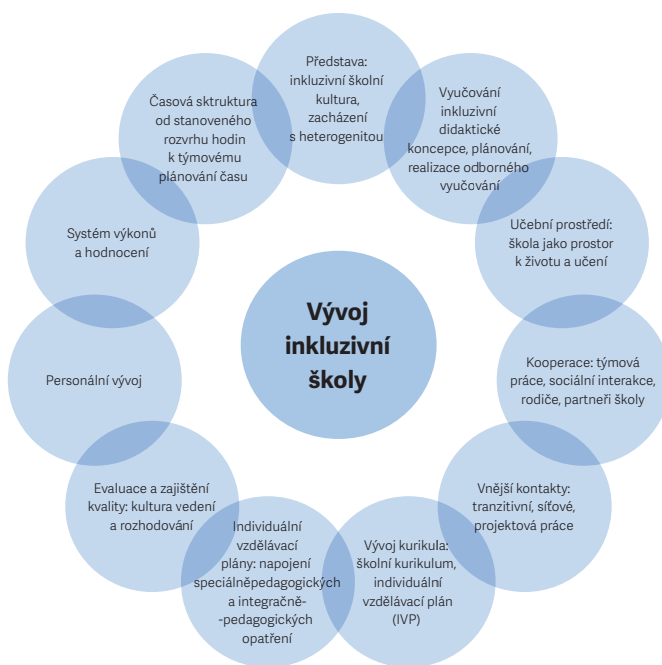 Představa:
inkluzivní školní
kultura,
zacházení
s heterogenitou
Vyučování
inkluzivní
didaktické
koncepce, plánování,
realizace odborného
vyučování
Učební prostředí:
škola jako prostor
k životu a učení
Kooperace: týmová
práce, sociální interakce,
rodiče, partneři školy
Vnější kontakty:
tranzitivní, síťové,
projektová práce
Vývoj kurikula:
školní kurikulum,
individuální
vzdělávací plán
(IVP)
Individuální
vzdělávací
plány: napojení
speciálněpedagogických
a integračně-
-pedagogických
opatření
Evaluace a zajištění
kvality: kultura vedení
a rozhodování
Personální vývoj
Systém výkonů
a hodnocení
Časová sktruktura
od stanoveného
rozvrhu hodin
k týmovému
plánování času
Vývoj
inkluzivní
školy